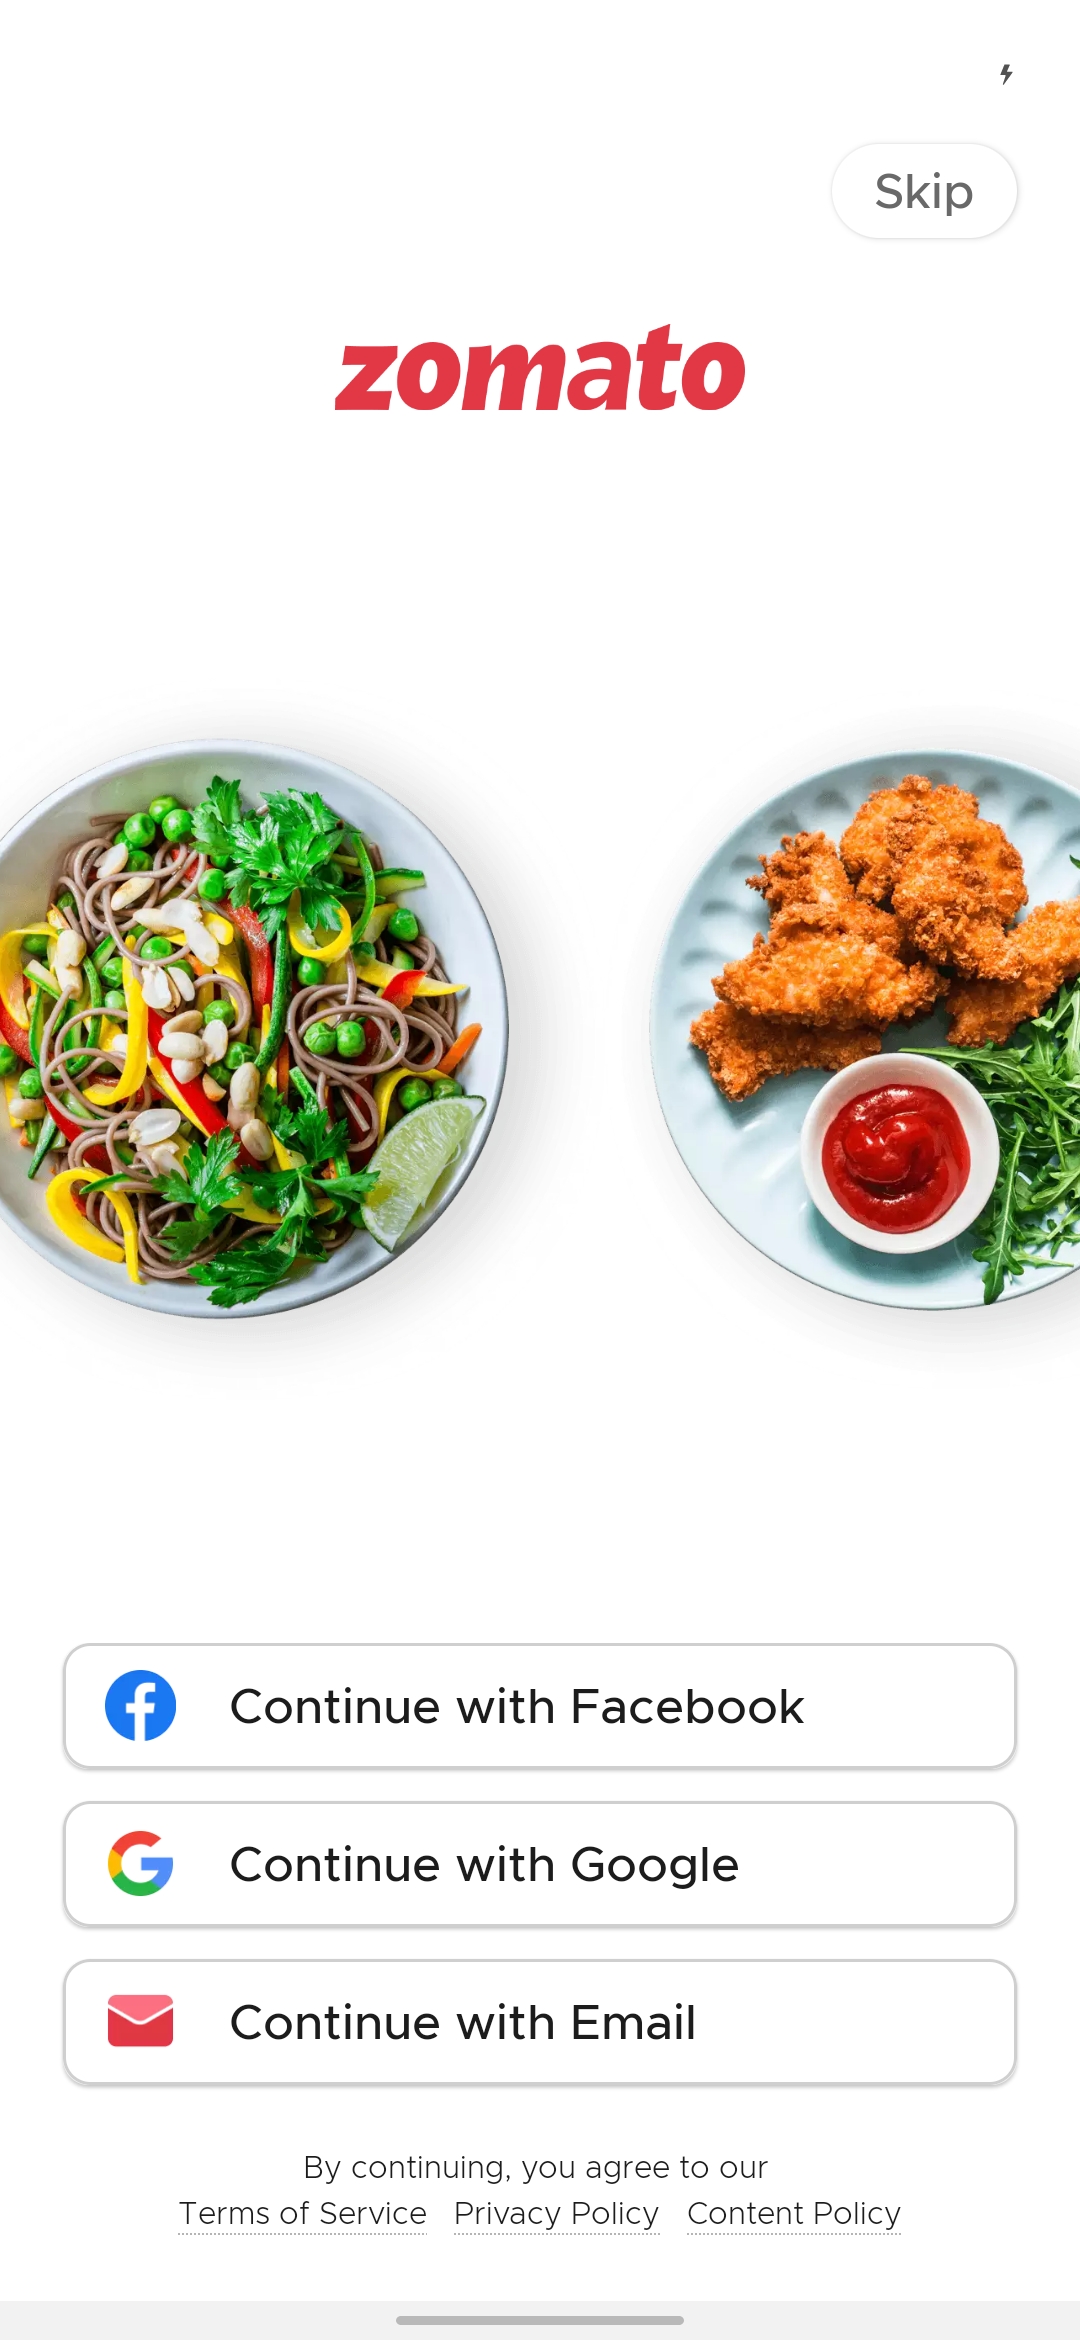 Skip
zomato
Continue with Facebook
Continue with Google
Continue with Email
By continuing, you agree to our
Terms of Service Privacy Policy Content Policy